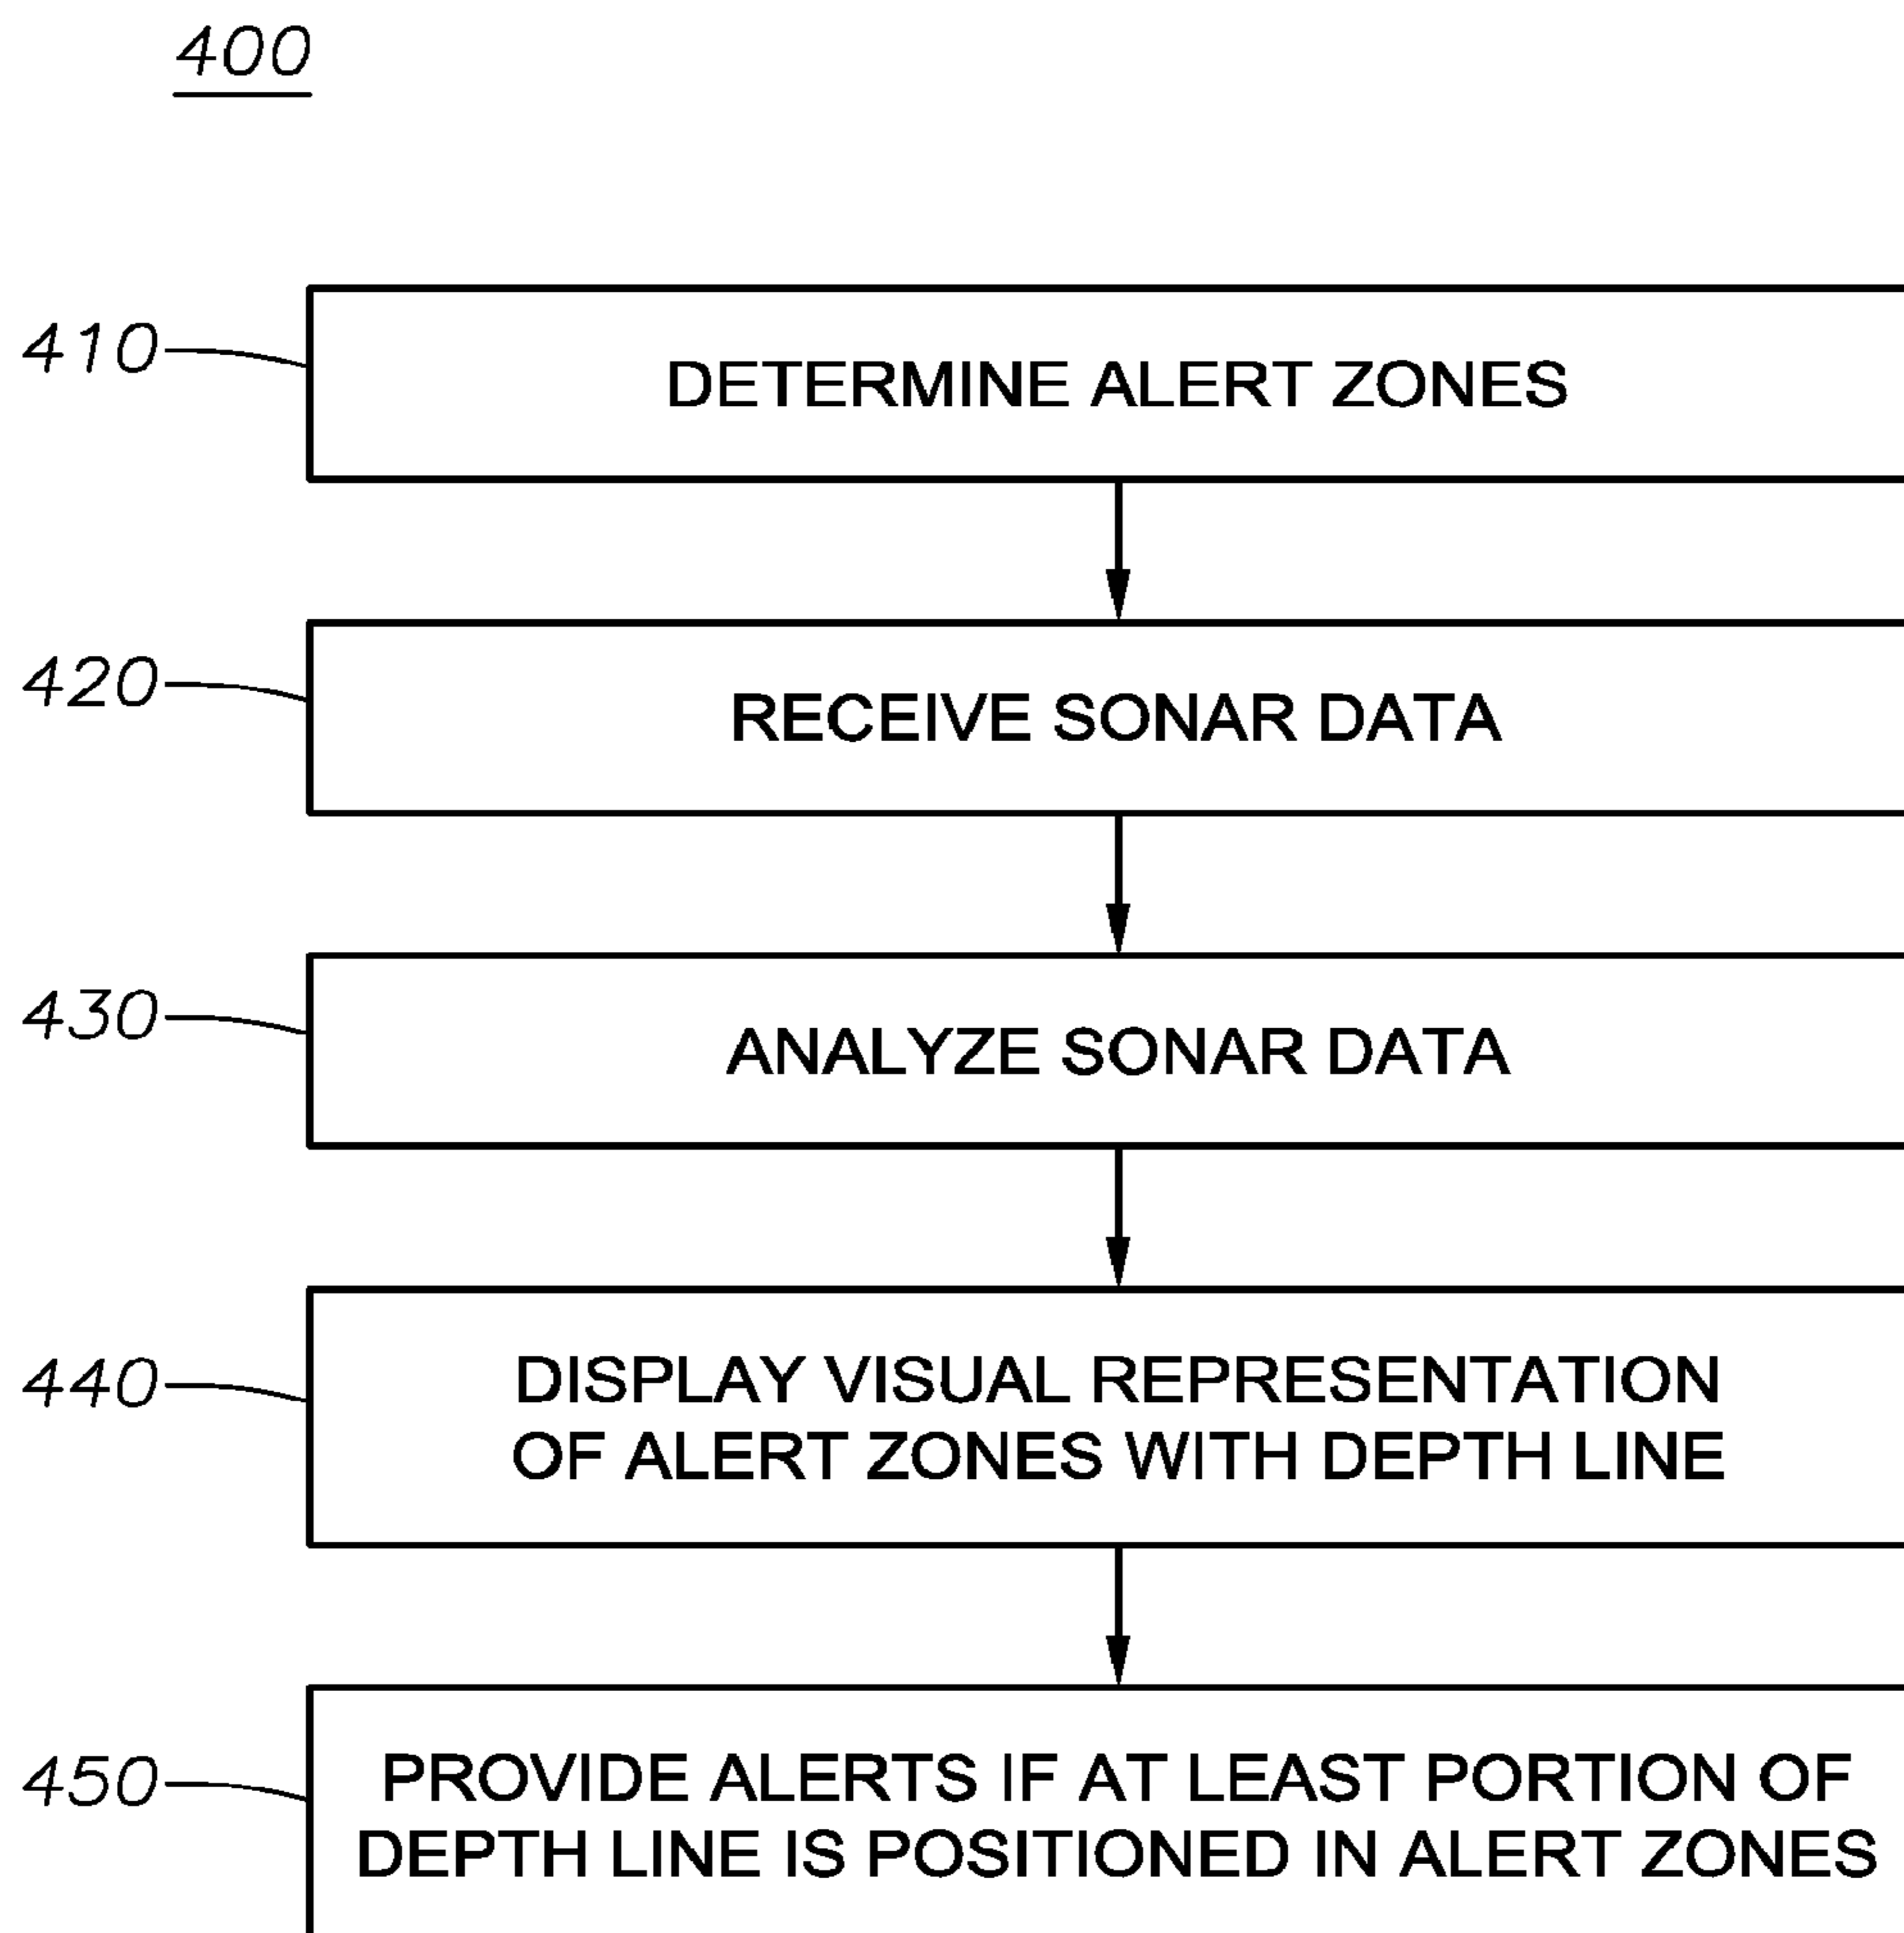 400
410
DETERMINE ALERT ZONES
420
RECEIVE SONAR DATA
430
ANALYZE SONAR DATA
440
DISPLAY VISUAL REPRESENTATION
OF ALERT ZONES WITH DEPTH LINE
450
PROVIDE ALERTS IF AT LEAST PORTION OF
DEPTH LINE IS POSITIONED IN ALERT ZONES